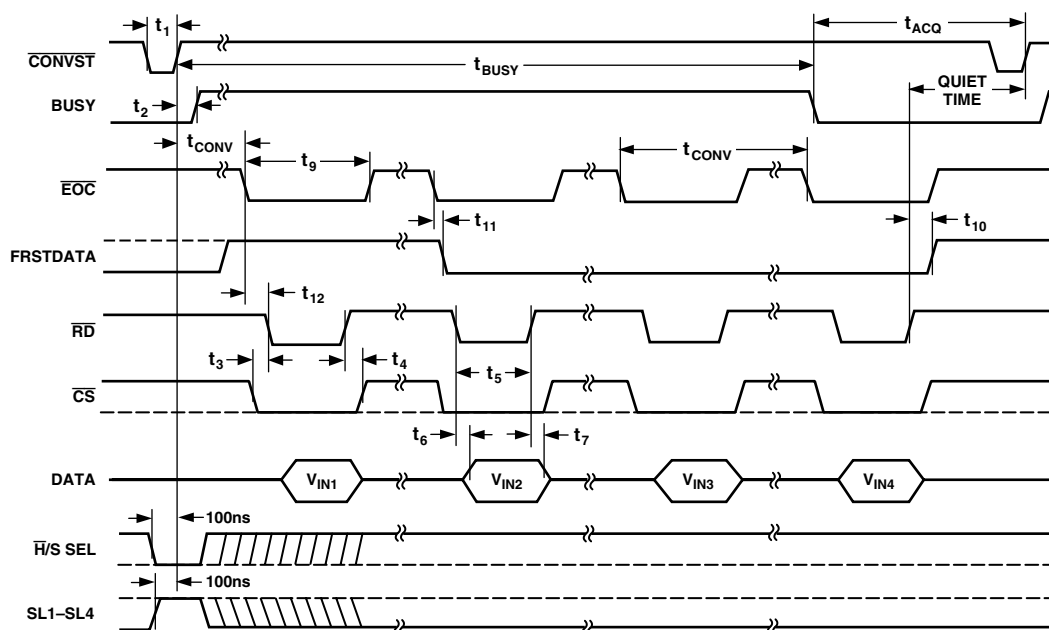 t1
tACQ
CONVST
tBUSY
QUIET
TIME
BUSY
t2
tCONV
t9
tCONV
EOC
t11
t10
FRSTDATA
t12
RD
t3
t4
t5
CS
t6
t7
DATA
VIN1
VIN2
VIN3
VIN4
100ns
H/S SEL
100ns
SL1–SL4